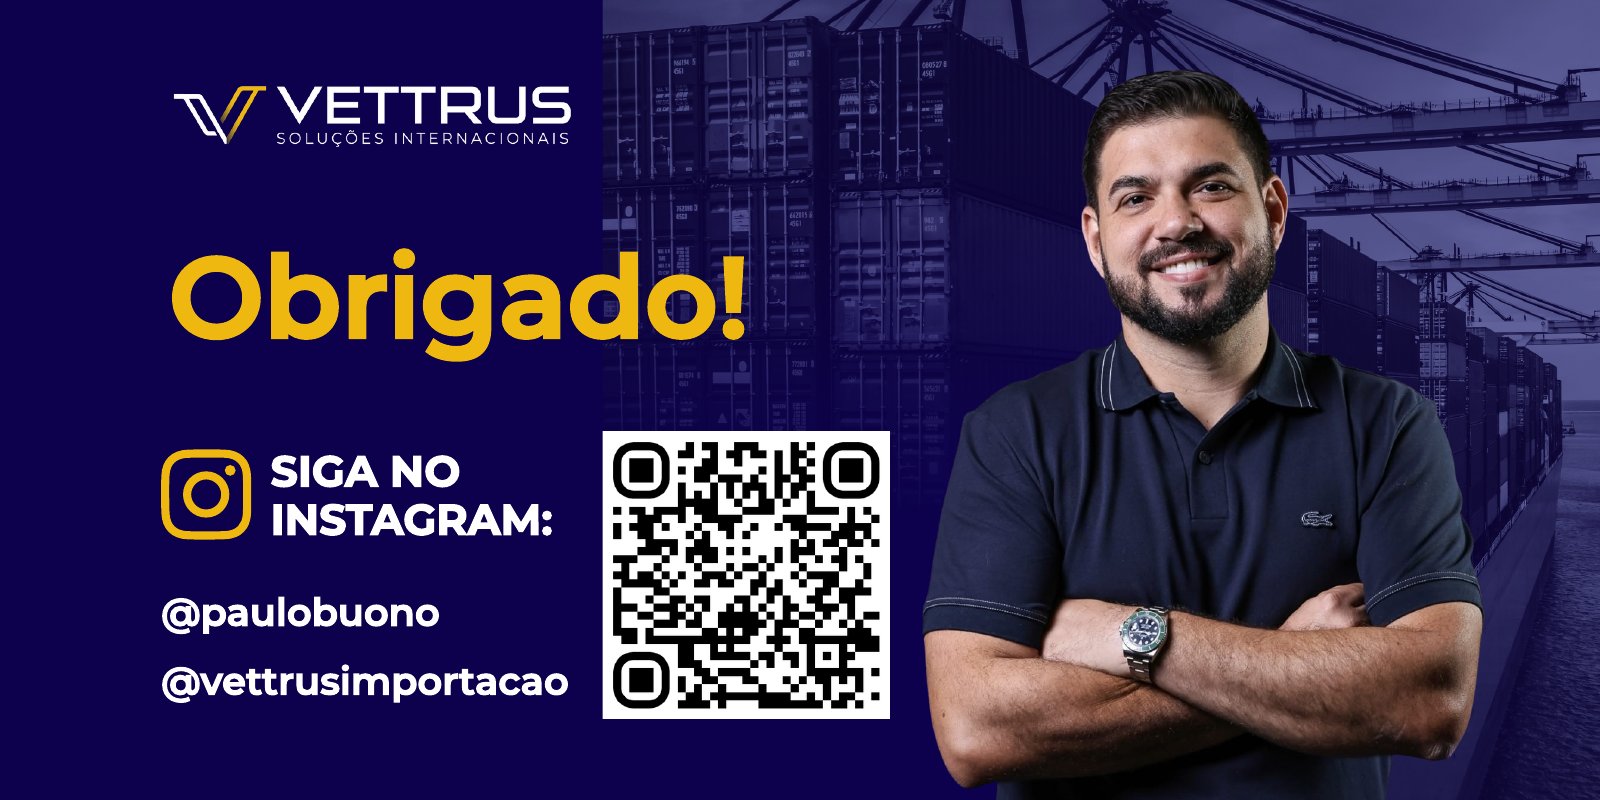 VETTRUS
SOLUÇÕES INTERNACIONAIS
Obrigado!
SIGA NO
INSTAGRAM:
@paulobuono
@vettrusimportacao